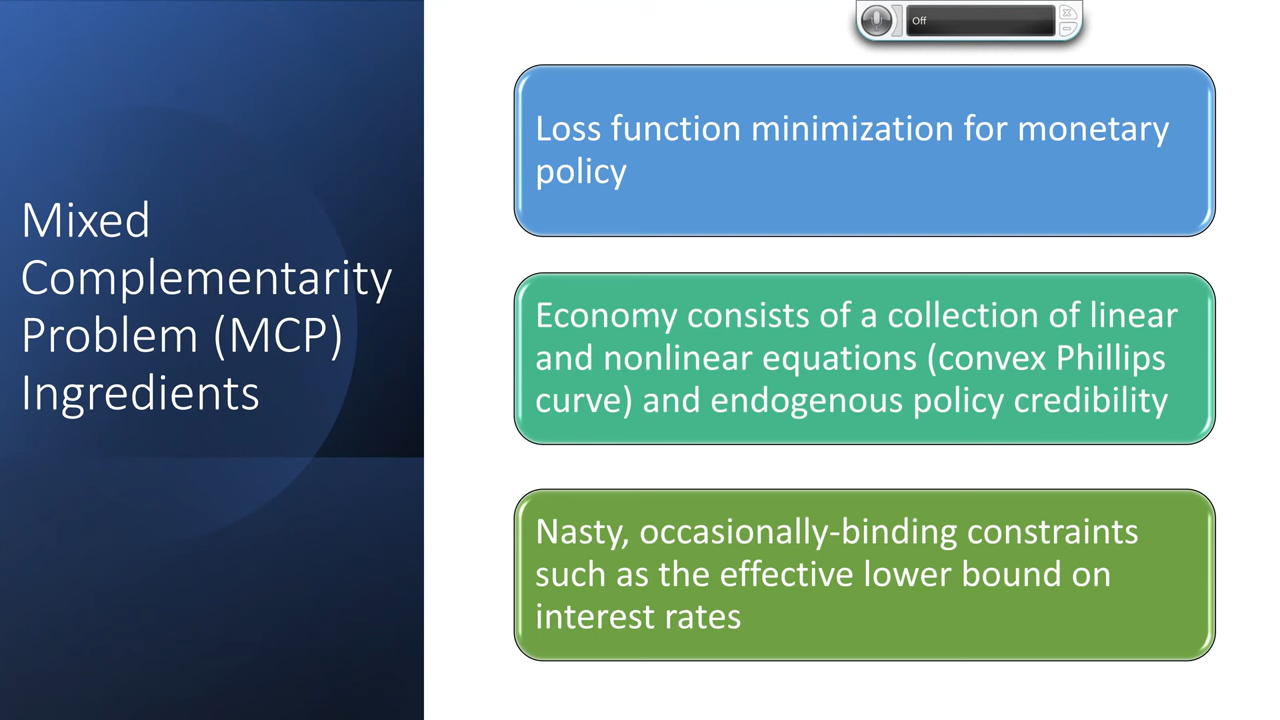 Off
Mixed
Complementarity
Problem (MCP)
Ingredients
Loss function minimization for monetary
policy
Economy consists of a collection of linear
and nonlinear equations (convex Phillips
curve) and endogenous policy credibility
Nasty, occasionally-binding constraints
such as the effective lower bound on
interest rates